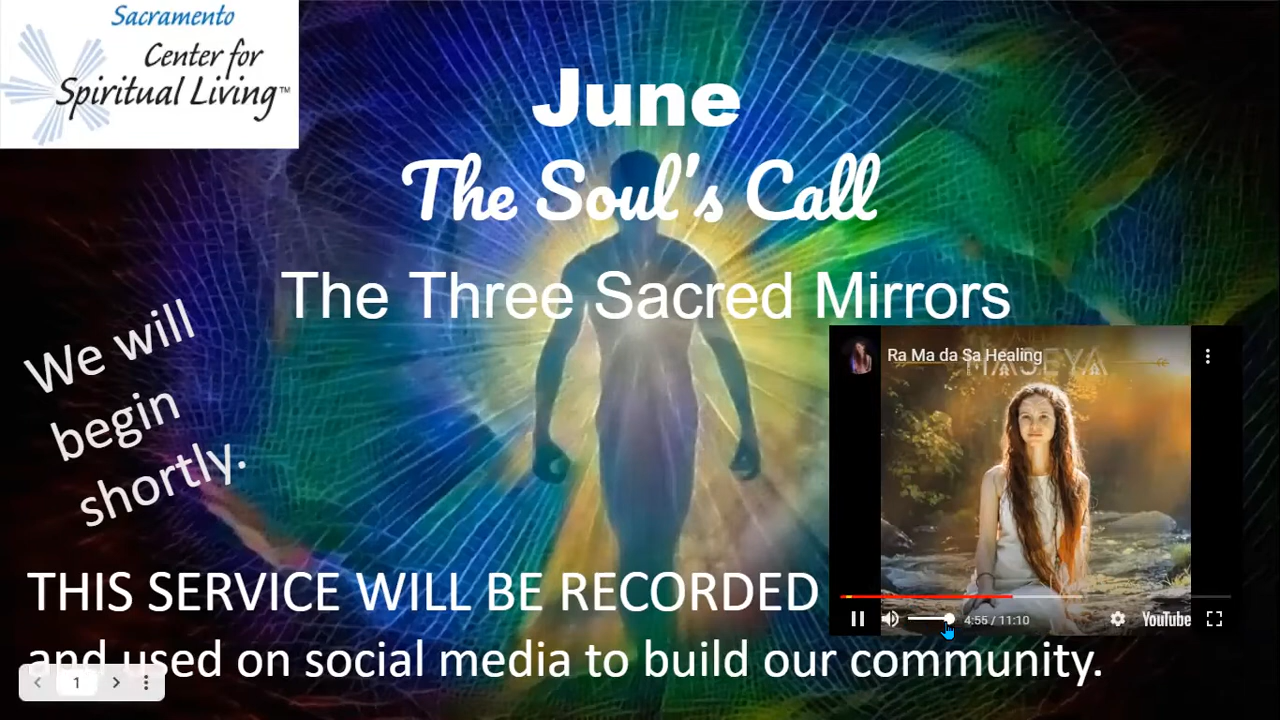 Sacramento
Center for
Spiritual Living™
June
The Soul's Call
The Three Sacred Mirrors
We will
begin
shortly.
Ra Ma da Sa Healing
HAJEYA
4:55 / 11:10
YouTube
THIS SERVICE WILL BE RECORDED
and used on social media to build our community.
1